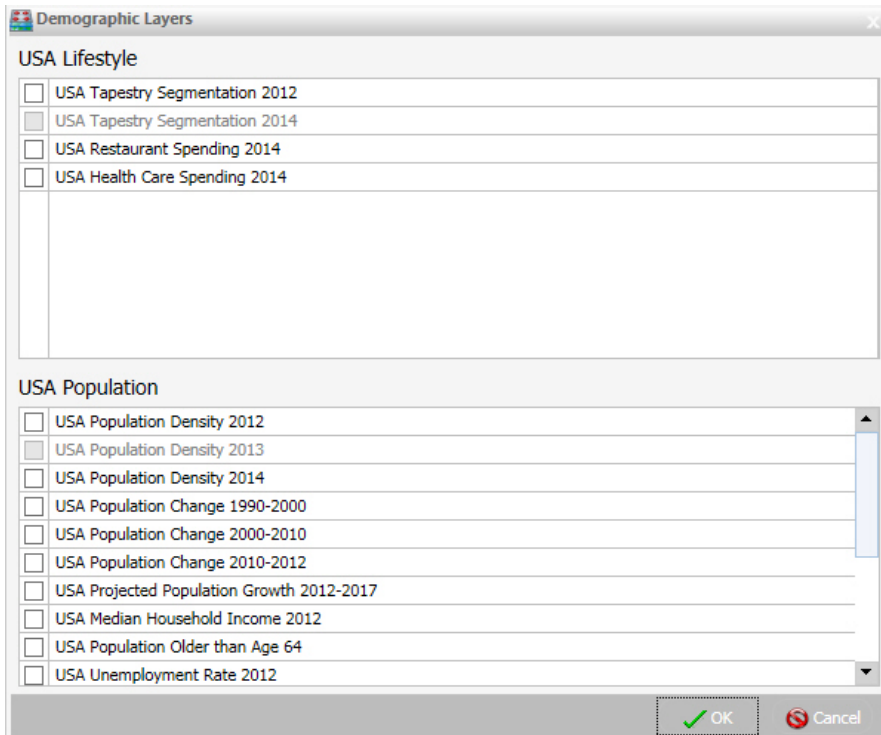 Demographic Layers
USA Lifestyle
USA Tapestry Segmentation 2012
USA Tapestry Segmentation 2014
USA Restaurant Spending 2014
USA Health Care Spending 2014
USA Population
USA Population Density 2012
USA Population Density 2013
USA Population Density 2014
USA Population Change 1990-2000
USA Population Change 2000-2010
USA Population Change 2010-2012
USA Projected Population Growth 2012-2017
USA Median Household Income 2012
USA Population Older than Age 64
USA Unemployment Rate 2012
OK Cancel